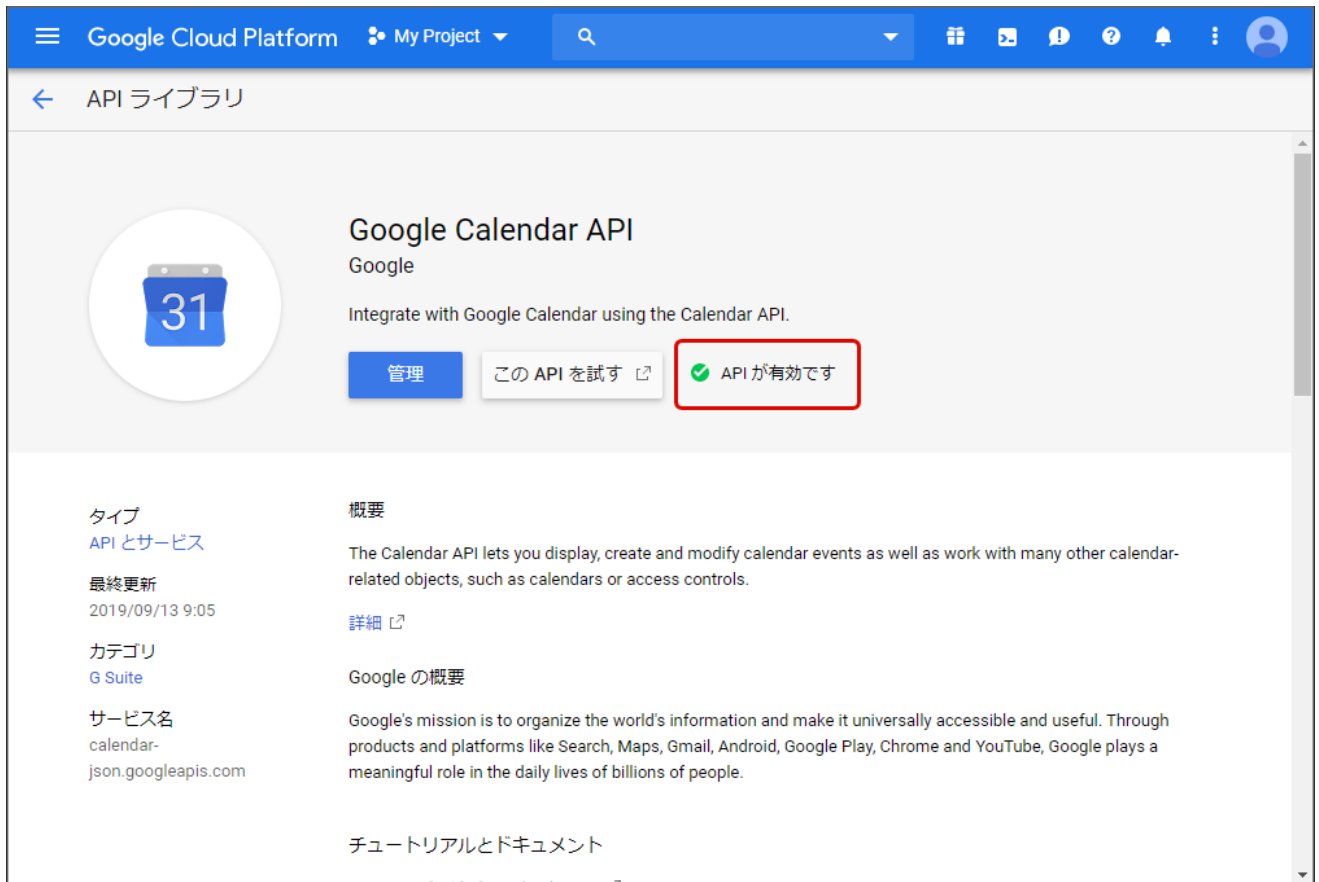 Google Cloud Platform My Project
API ライブラリ
31
Google Calendar API
Google
Integrate with Google Calendar using the Calendar API.
管理 この API を試す API が有効です
タイプ
API とサービス
最終更新
2019/09/13 9:05
カテゴリ
G Suite
サービス名
calendar-
json.googleapis.com
概要
The Calendar API lets you display, create and modify calendar events as well as work with many other calendar-
related objects, such as calendars or access controls.
詳細
Google の概要
Google's mission is to organize the world's information and make it universally accessible and useful. Through
products and platforms like Search, Maps, Gmail, Android, Google Play, Chrome and YouTube, Google plays a
meaningful role in the daily lives of billions of people.
チュートリアルとドキュメント